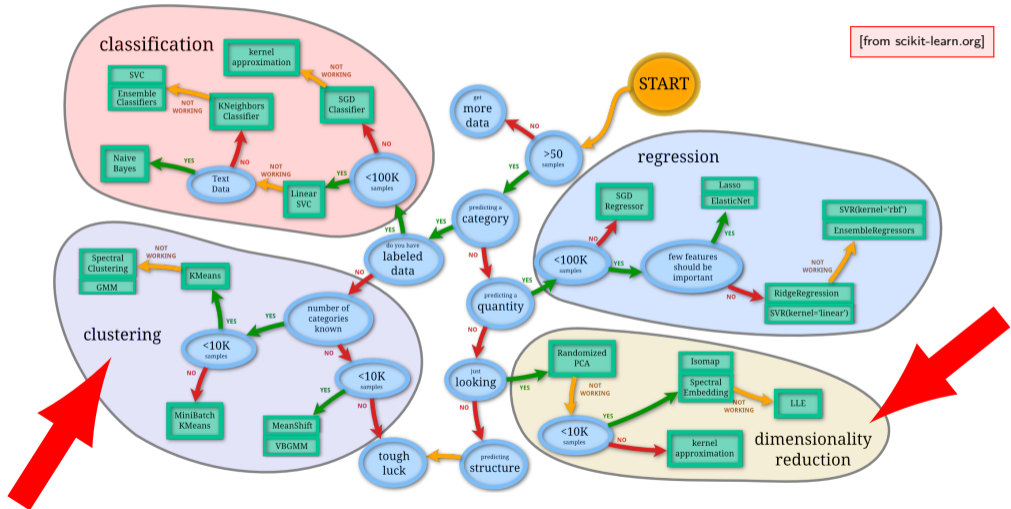 classification
[from scikit-learn.org]
kernel
approximation
NOT
WORKING
START
get
more
data
SVC
Ensemble
Classifiers
NOT
WORKING
KNeighbors
Classifier
SGD
Classifier
NO
>50
samples
NO
NO
YES
regression
Naive
Bayes
YES
Text
Data
NOT
WORKING
Linear
SVC
YES
<100K
samples
predicting a
category
YES
YES
do you have
labeled
data
NO
NO
SGD
Regressor
NO
Lasso
ElasticNet
YES
SVR(kernel='rbf')
EnsembleRegressors
NOT
WORKING
<100K
samples
YES
few features
should be
important
NO
RidgeRegression
SVR(kernel='linear')
predicting a
quantity
YES
NO
Spectral
Clustering
GMM
NOT
WORKING
KMeans
YES
clustering
number of
categories
known
YES
NO
<10K
samples
NO
MiniBatch
KMeans
<10K
samples
YES
NO
MeanShift
VBGMM
just
looking
YES
NO
Randomized
PCA
NOT
WORKING
Isomap
Spectral
Embedding
YES
NOT
WORKING
LLE
<10K
samples
NO
kernel
approximation
dimensionality
reduction
tough
luck
predicting
structure